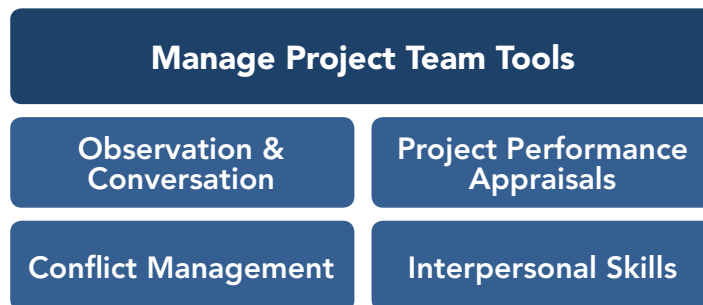 Manage Project Team Tools
Observation &
Conversation
Project Performance
Appraisals
Conflict Management
Interpersonal Skills